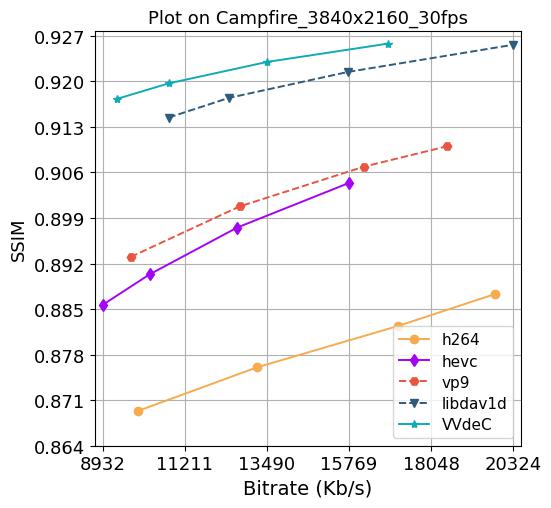 Plot on Campfire_3840x2160_30fps
0.927
0.920
0.913
0.906
0.899
0.892
0.885
0.878
0.871
0.864
SSIM
h264
hevc
vp9
libdav1d
VVdeC
8932 11211 13490 15769 18048 20324
Bitrate (Kb/s)